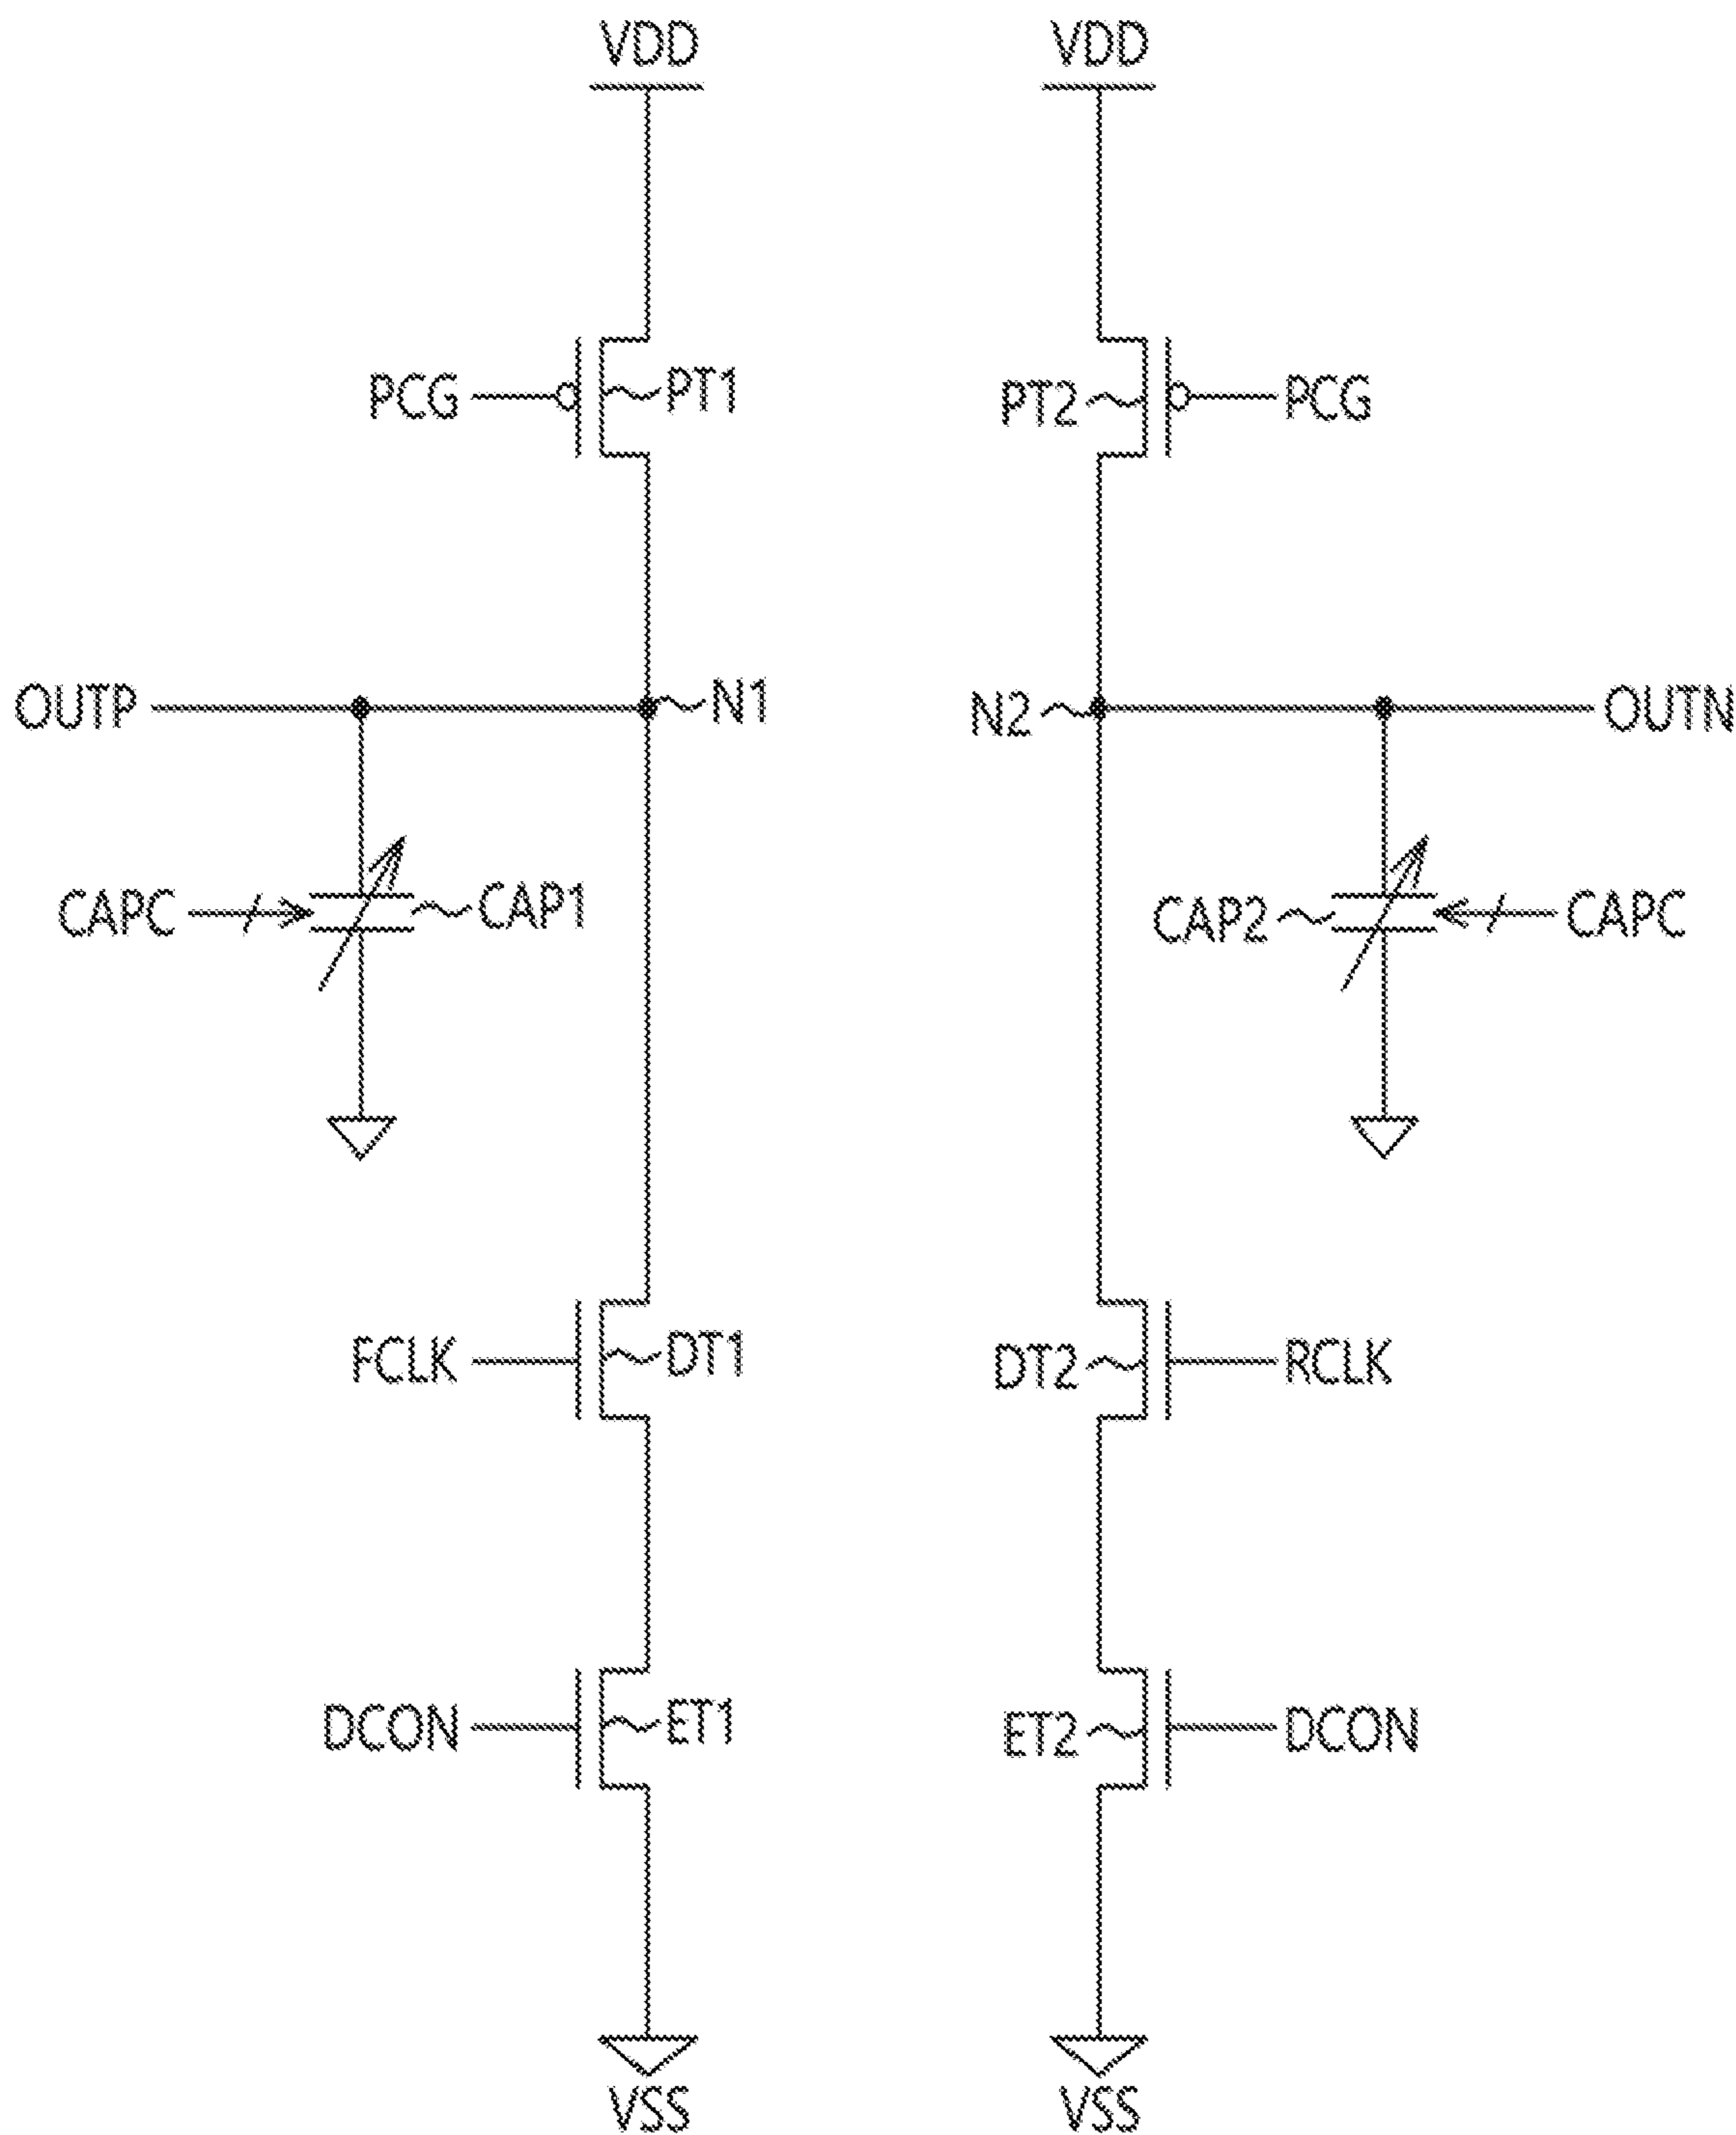 VDD VDD
PCG PT1 PT2 PCG
OUTP N1 N2 OUTN
CAPC CAP1 CAP2 CAPC
FCLK DT1 DT2 RCLK
DCON ET1 ET2 DCON
VSS VSS